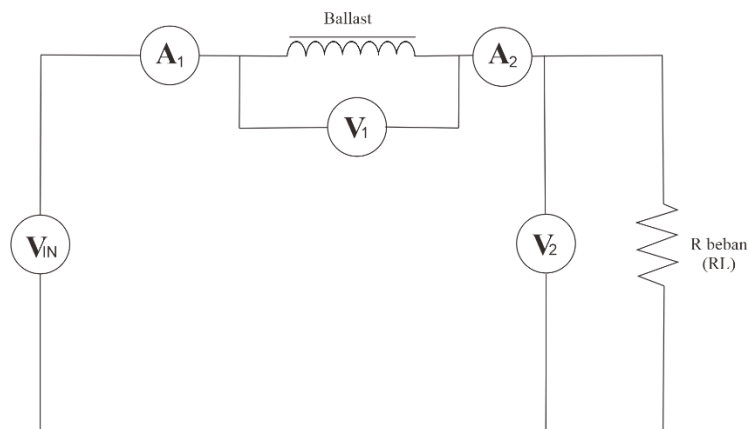 Ballast
A1
A2
V1
VIN
V2
R beban
(RL)